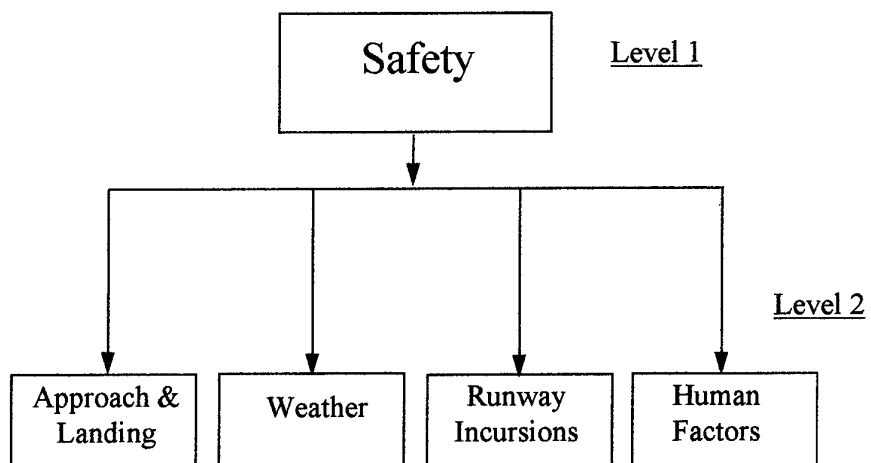 Safety
Level 1
Level 2
Approach &
Landing
Weather
Runway
Incursions
Human
Factors